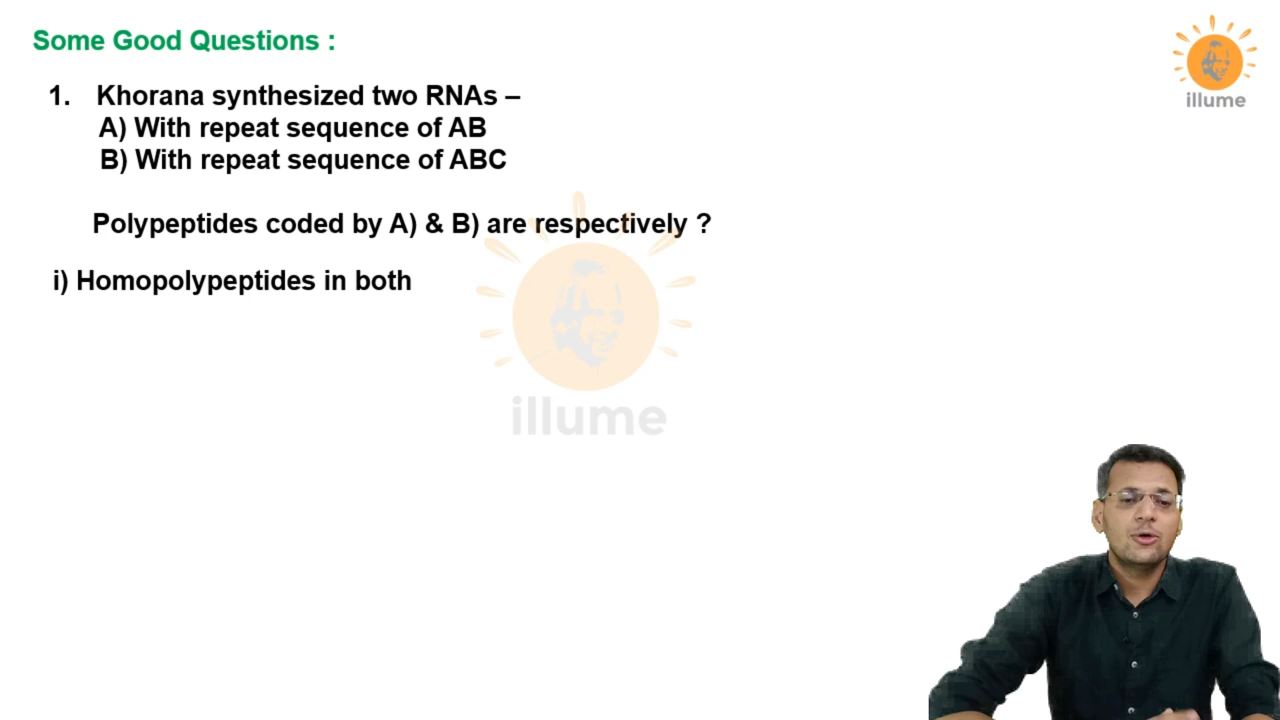 Some Good Questions :
illume
1. Khorana synthesized two RNAs –
A) With repeat sequence of AB
B) With repeat sequence of ABC
Polypeptides coded by A) & B) are respectively ?
i) Homopolypeptides in both
illume